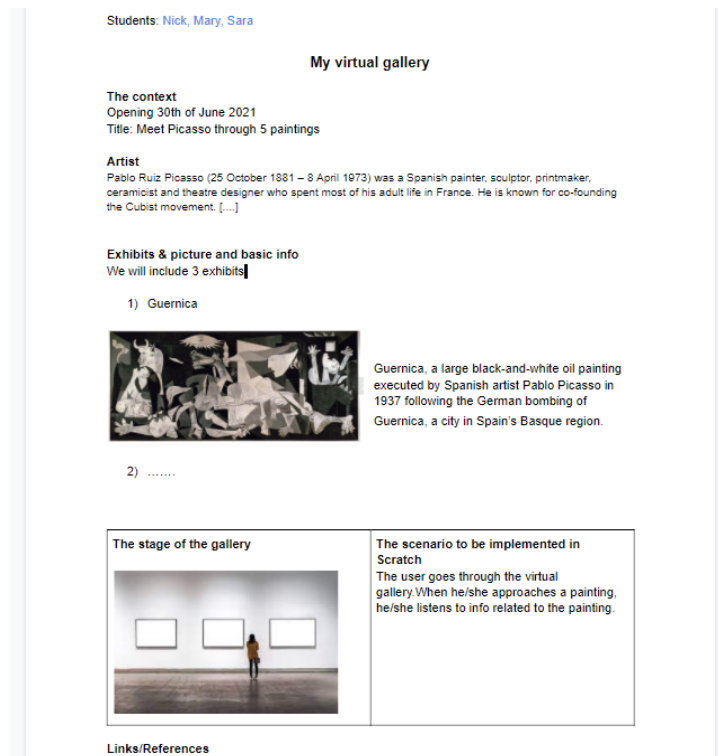 Students: Nick, Mary, Sara
My virtual gallery
The context
Opening 30th of June 2021
Title: Meet Picasso through 5 paintings
Artist
Pablo Ruiz Picasso (25 October 1881 – 8 April 1973) was a Spanish painter, sculptor, printmaker,
ceramicist and theatre designer who spent most of his adult life in France. He is known for co-founding
the Cubist movement. [....]
Exhibits & picture and basic info
We will include 3 exhibits
1) Guernica
Guernica, a large black-and-white oil painting
executed by Spanish artist Pablo Picasso in
1937 following the German bombing of
Guernica, a city in Spain's Basque region.
2) .......
The stage of the gallery
The scenario to be implemented in
Scratch
The user goes through the virtual
gallery.When he/she approaches a painting,
he/she listens to info related to the painting.
Links/References